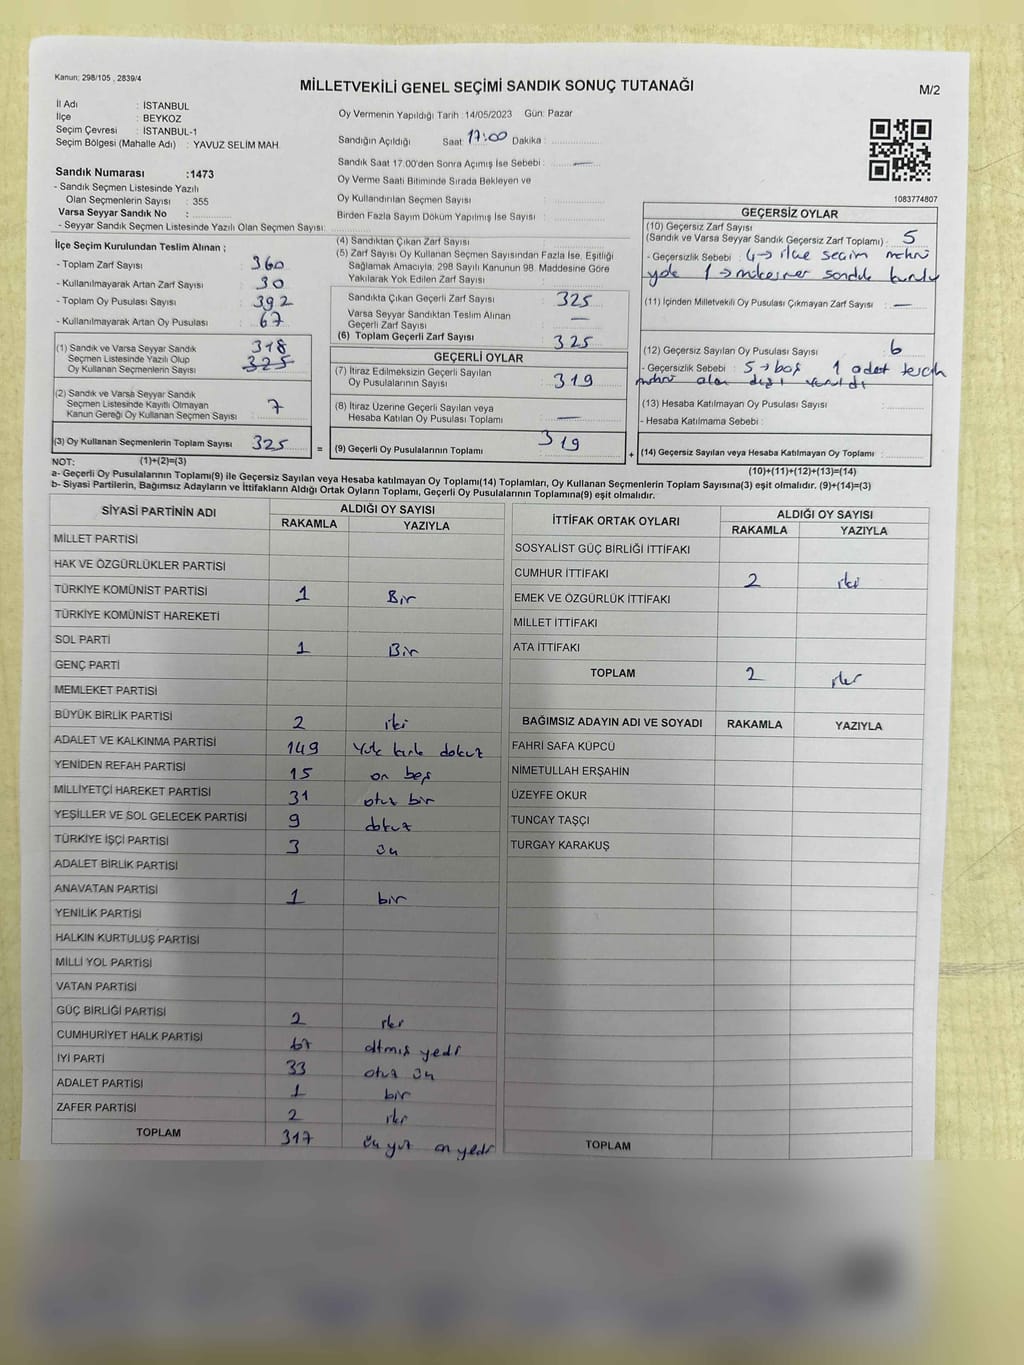 Kanun; 298/105 , 2839/4
MİLLETVEKİLİ GENEL SEÇİMİ SANDIK SONUÇ TUTANAĞI
M/2
İl Adı : İSTANBUL
İlçe : BEYKOZ
Seçim Çevresi : İSTANBUL-1
Seçim Bölgesi (Mahalle Adı) : YAVUZ SELİM MAH.
Sandık Numarası :1473
- Sandık Seçmen Listesinde Yazılı
Olan Seçmenlerin Sayısı : 355
Varsa Seyyar Sandık No :
- Seyyar Sandık Seçmen Listesinde Yazılı Olan Seçmen Sayısı:
Oy Vermenin Yapıldığı Tarih : 14/05/2023 Gün: Pazar
Sandığın Açıldığı Saat: 17:00 Dakika :
Sandık Saat 17:00'den Sonra Açımış İse Sebebi : —
Oy Verme Saati Bitiminde Sırada Bekleyen ve
Oy Kullandırılan Seçmen Sayısı :
Birden Fazla Sayım Döküm Yapılmış İse Sayısı :
1083774807
İlçe Seçim Kurulundan Teslim Alınan ;
- Toplam Zarf Sayısı : 360
- Kullanılmayarak Artan Zarf Sayısı : 30
- Toplam Oy Pusulası Sayısı : 392
- Kullanılmayarak Artan Oy Pusulası : 67
(1) Sandık ve Varsa Seyyar Sandık 318
Seçmen Listesinde Yazılı Olup
Oy Kullanan Seçmenlerin Sayısı : 325
(2) Sandık ve Varsa Seyyar Sandık
Seçmen Listesinde Kayıtlı Olmayan
Kanun Gereği Oy Kullanan Seçmen Sayısı : 7
(3) Oy Kullanan Seçmenlerin Toplam Sayısı 325 =
(4) Sandıktan Çıkan Zarf Sayısı :
(5) Zarf Sayısı Oy Kullanan Seçmen Sayısından Fazla İse, Eşitliği
Sağlamak Amacıyla, 298 Sayılı Kanunun 98. Maddesine Göre
Yakılarak Yok Edilen Zarf Sayısı :
Sandıkta Çıkan Geçerli Zarf Sayısı : 325
Varsa Seyyar Sandıktan Teslim Alınan
Geçerli Zarf Sayısı : —
(6) Toplam Geçerli Zarf Sayısı : 325
GEÇERLİ OYLAR
(7) İtiraz Edilmeksizin Geçerli Sayılan
Oy Pusulalarının Sayısı : 319
(8) İtiraz Üzerine Geçerli Sayılan veya
Hesaba Katılan Oy Pusulası Toplamı : —
(9) Geçerli Oy Pusulalarının Toplamı : 319 +
GEÇERSİZ OYLAR
(10) Geçersiz Zarf Sayısı
(Sandık ve Varsa Seyyar Sandık Geçersiz Zarf Toplamı) : 5
- Geçersizlik Sebebi : 4→ ilçe seçim mührü
yok 1→ mükerrer sandık kurulu
(11) İçinden Milletvekili Oy Pusulası Çıkmayan Zarf Sayısı : —
(12) Geçersiz Sayılan Oy Pusulası Sayısı : 6
- Geçersizlik Sebebi : 5→ boş 1 adet tercih
mührü alan dışı
(13) Hesaba Katılmayan Oy Pusulası Sayısı :
- Hesaba Katılmama Sebebi :
(14) Geçersiz Sayılan veya Hesaba Katılmayan Oy Toplamı :
NOT: (1)+(2)=(3) (10)+(11)+(12)+(13)=(14)
a- Geçerli Oy Pusulalarının Toplamı(9) ile Geçersiz Sayılan veya Hesaba katılmayan Oy Toplamı(14) Toplamları, Oy Kullanan Seçmenlerin Toplam Sayısına(3) eşit olmalıdır. (9)+(14)=(3)
b- Siyasi Partilerin, Bağımsız Adayların ve İttifakların Aldığı Ortak Oyların Toplamı, Geçerli Oy Pusulalarının Toplamına(9) eşit olmalıdır.
SİYASİ PARTİNİN ADI ALDIĞI OY SAYISI
RAKAMLA YAZIYLA
MİLLET PARTİSİ
HAK VE ÖZGÜRLÜKLER PARTİSİ
TÜRKİYE KOMÜNİST PARTİSİ 1 Bir
TÜRKİYE KOMÜNİST HAREKETİ
SOL PARTİ 1 Bir
GENÇ PARTİ
MEMLEKET PARTİSİ
BÜYÜK BİRLİK PARTİSİ 2 iki
ADALET VE KALKINMA PARTİSİ 149 Yüz kırk dokuz
YENİDEN REFAH PARTİSİ 15 on beş
MİLLİYETÇİ HAREKET PARTİSİ 31 otuz bir
YEŞİLLER VE SOL GELECEK PARTİSİ 9 dokuz
TÜRKİYE İŞÇİ PARTİSİ 3 üç
ADALET BİRLİK PARTİSİ
ANAVATAN PARTİSİ 1 bir
YENİLİK PARTİSİ
HALKIN KURTULUŞ PARTİSİ
MİLLİ YOL PARTİSİ
VATAN PARTİSİ
GÜÇ BİRLİĞİ PARTİSİ 2 iki
CUMHURİYET HALK PARTİSİ 67 altmış yedi
İYİ PARTİ 33 otuz üç
ADALET PARTİSİ 1 bir
ZAFER PARTİSİ 2 iki
TOPLAM 317 üç yüz on yedi
İTTİFAK ORTAK OYLARI ALDIĞI OY SAYISI
RAKAMLA YAZIYLA
SOSYALİST GÜÇ BİRLİĞİ İTTİFAKI
CUMHUR İTTİFAKI 2 iki
EMEK VE ÖZGÜRLÜK İTTİFAKI
MİLLET İTTİFAKI
ATA İTTİFAKI
TOPLAM 2 iki
BAĞIMSIZ ADAYIN ADI VE SOYADI RAKAMLA YAZIYLA
FAHRİ SAFA KÜPCÜ
NİMETULLAH ERŞAHİN
ÜZEYFE OKUR
TUNCAY TAŞÇI
TURGAY KARAKUŞ
TOPLAM